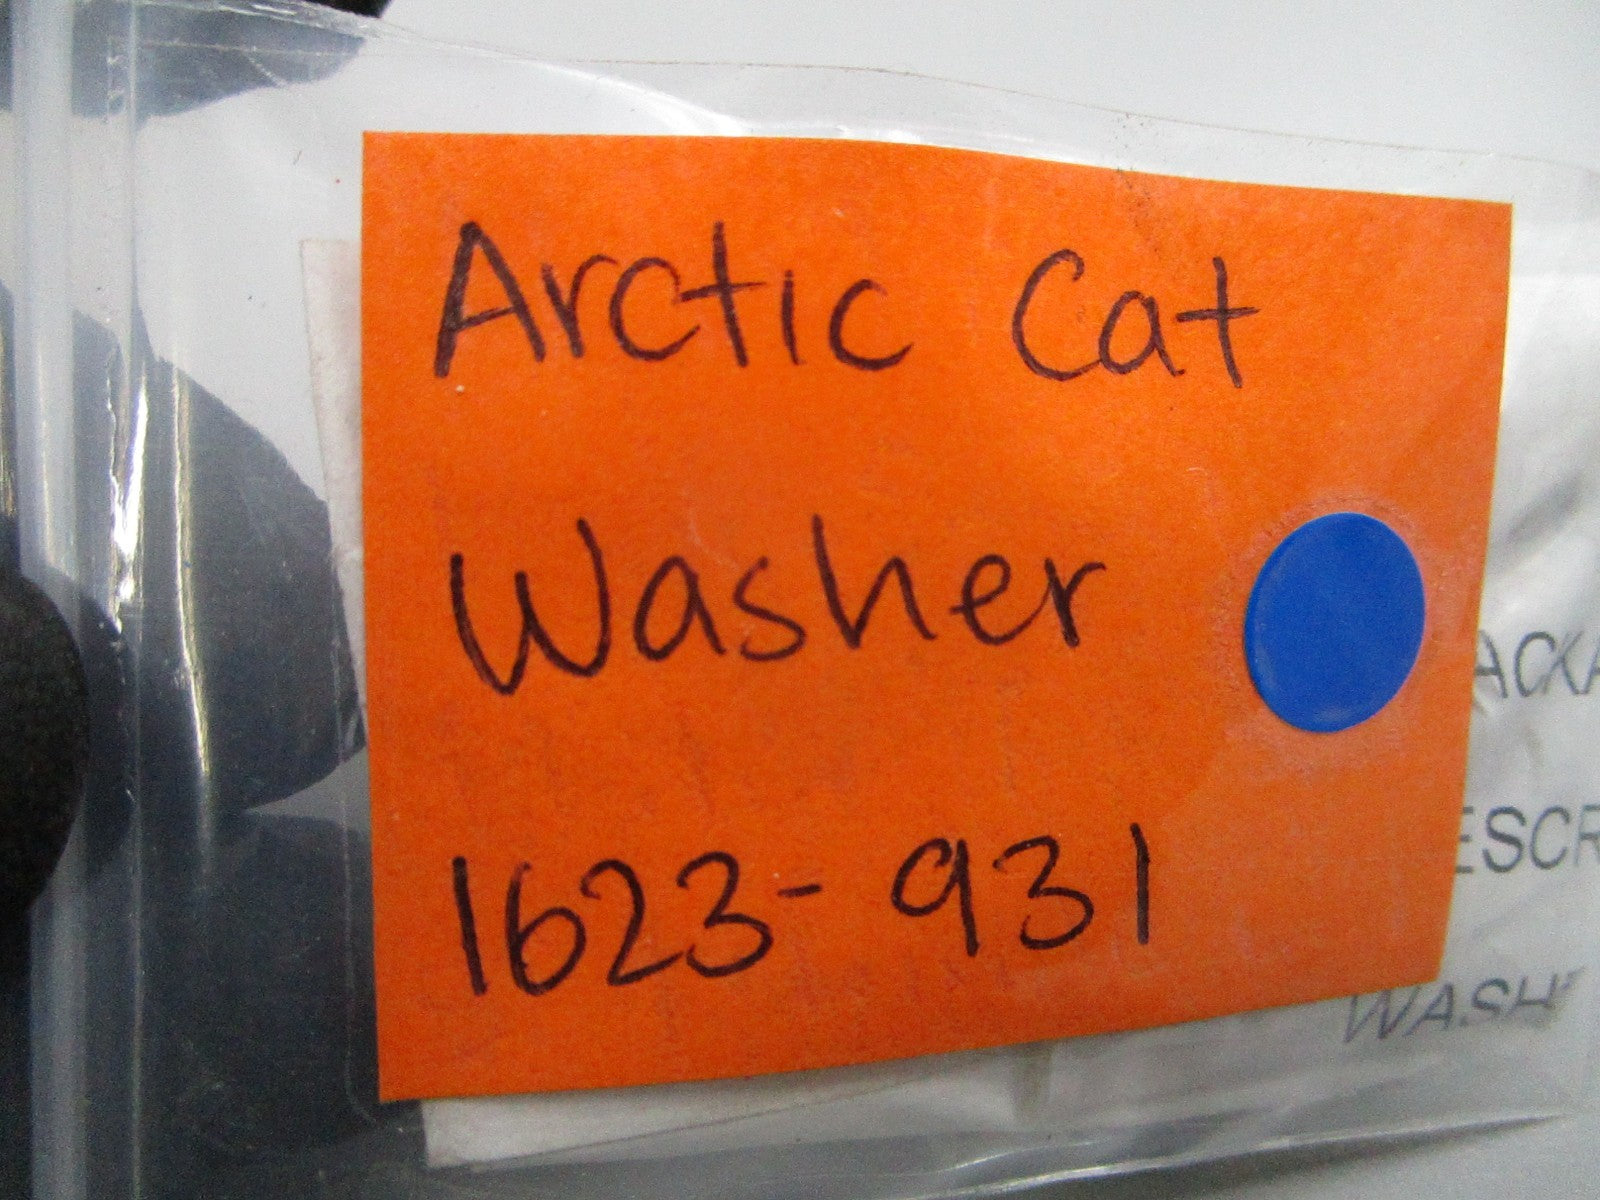 Arctic Cat
Washer
1623-931